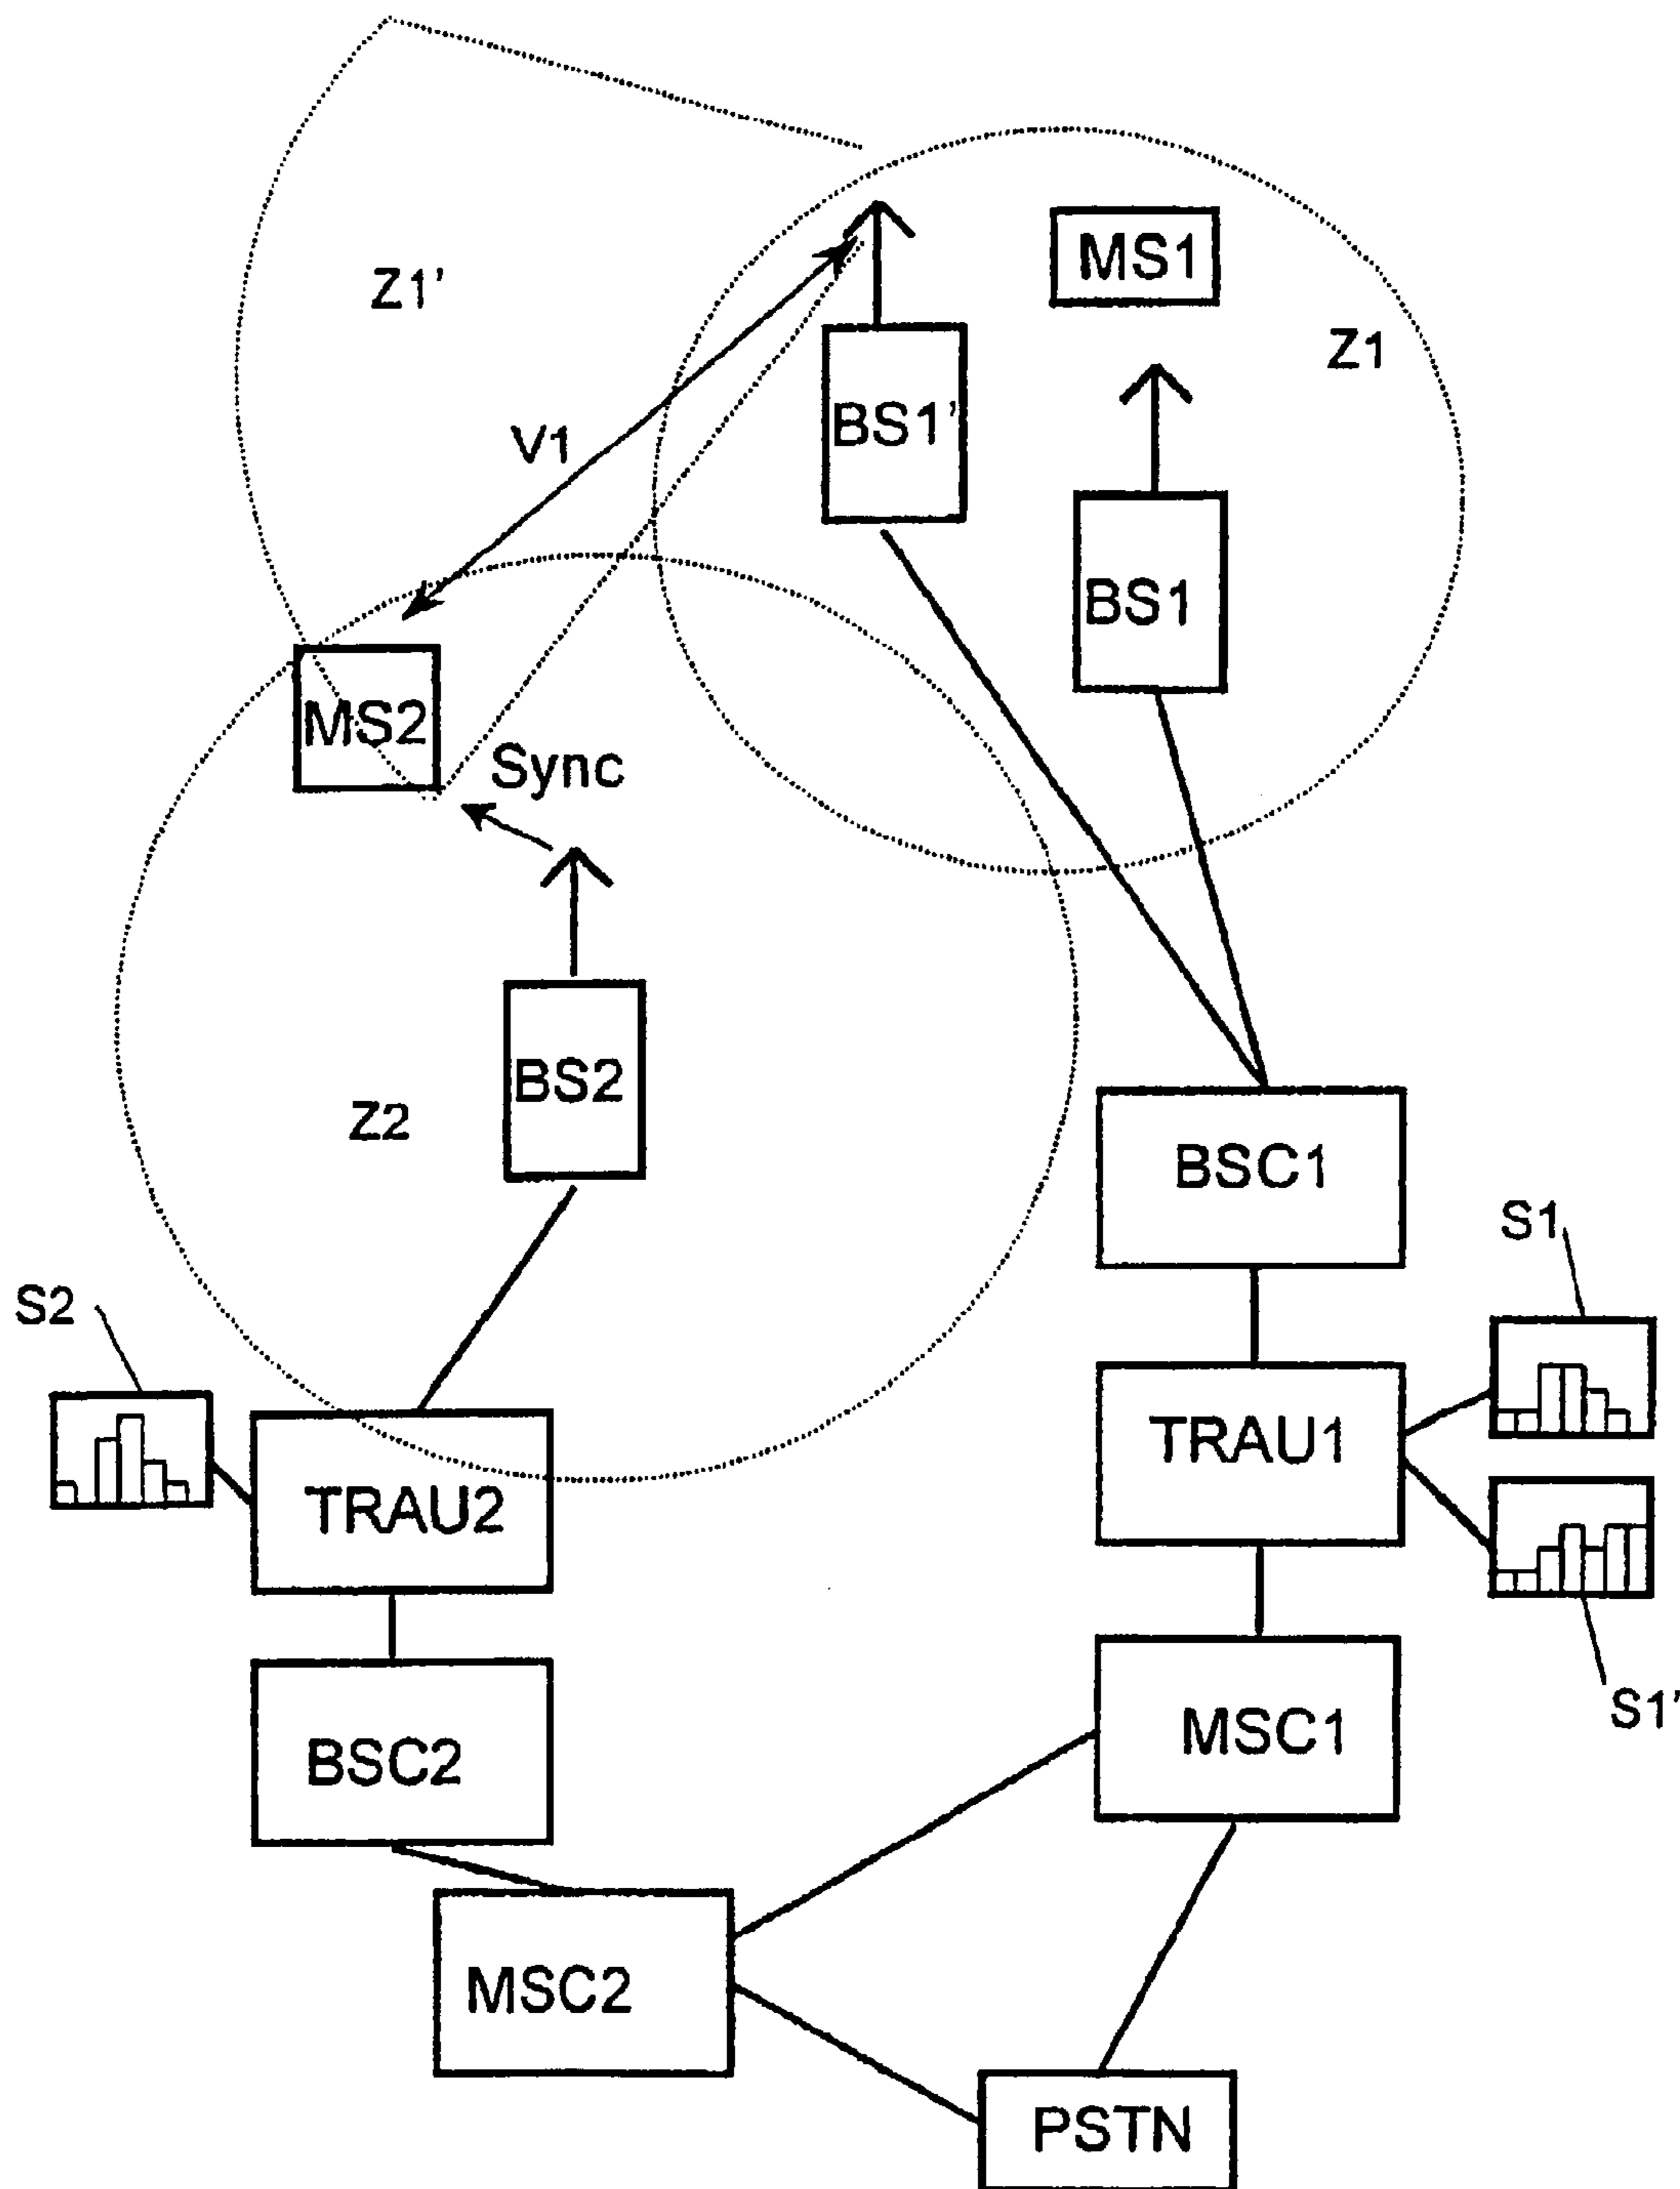 MS1
Z1'
Z1
BS1'
V1
BS1
MS2
Sync
BS2
Z2
BSC1
S1
S2
TRAU1
TRAU2
S1'
MSC1
BSC2
MSC2
PSTN